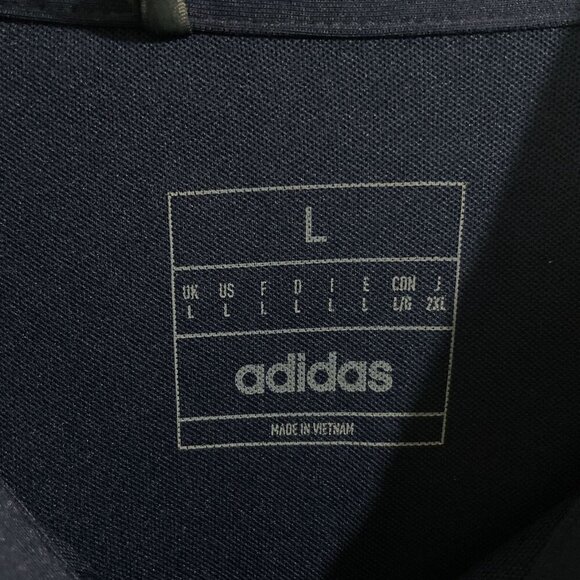 L
UK US F D I E CDN J
L L L L L L L/G 2XL
adidas
MADE IN VIETNAM